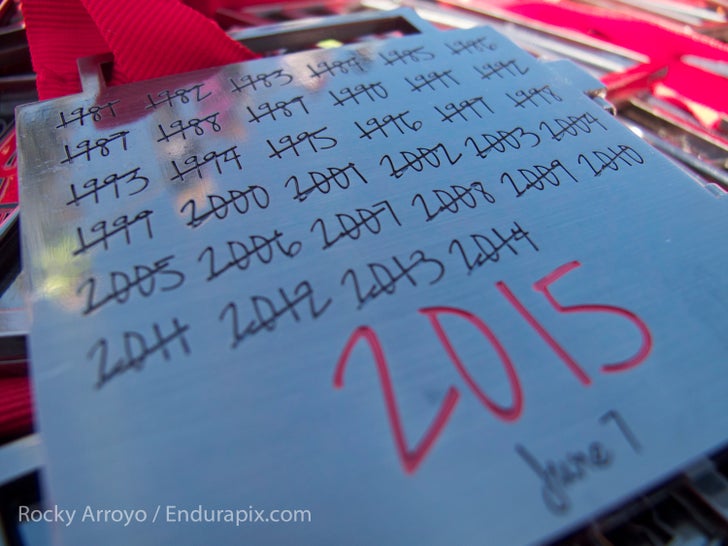 1981 1982 1983 1984 1985 1986
1987 1988 1989 1990 1991 1992
1993 1994 1995 1996 1997 1998
1999 2000 2001 2002 2003 2004
2005 2006 2007 2008 2009 2010
2011 2012 2013 2014
2015
June 7
Rocky Arroyo / Endurapix.com